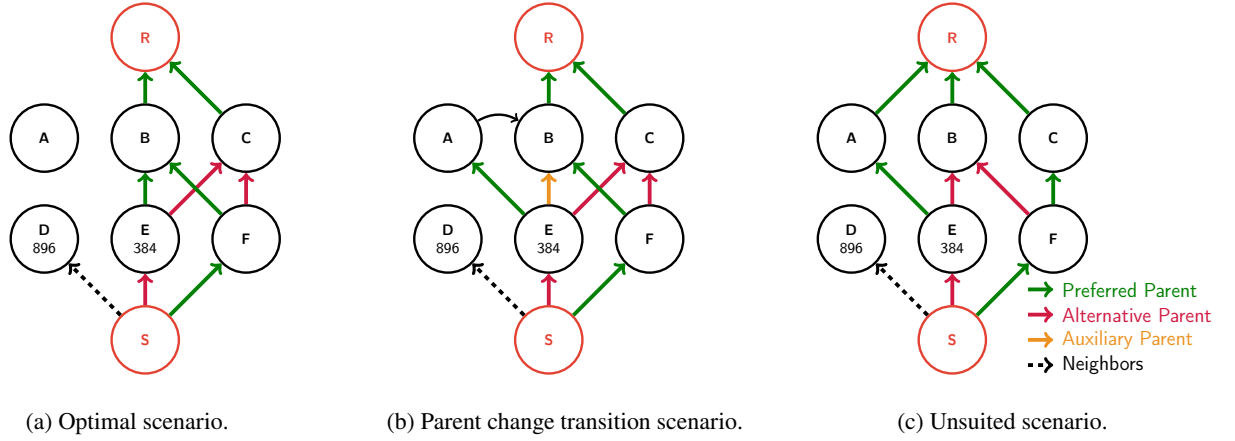 R R R
A B C A B C A B C
D E F D E F D E F
896 384 896 384 896 384
Preferred Parent
S S S Alternative Parent
Auxiliary Parent
Neighbors
(a) Optimal scenario. (b) Parent change transition scenario. (c) Unsuited scenario.